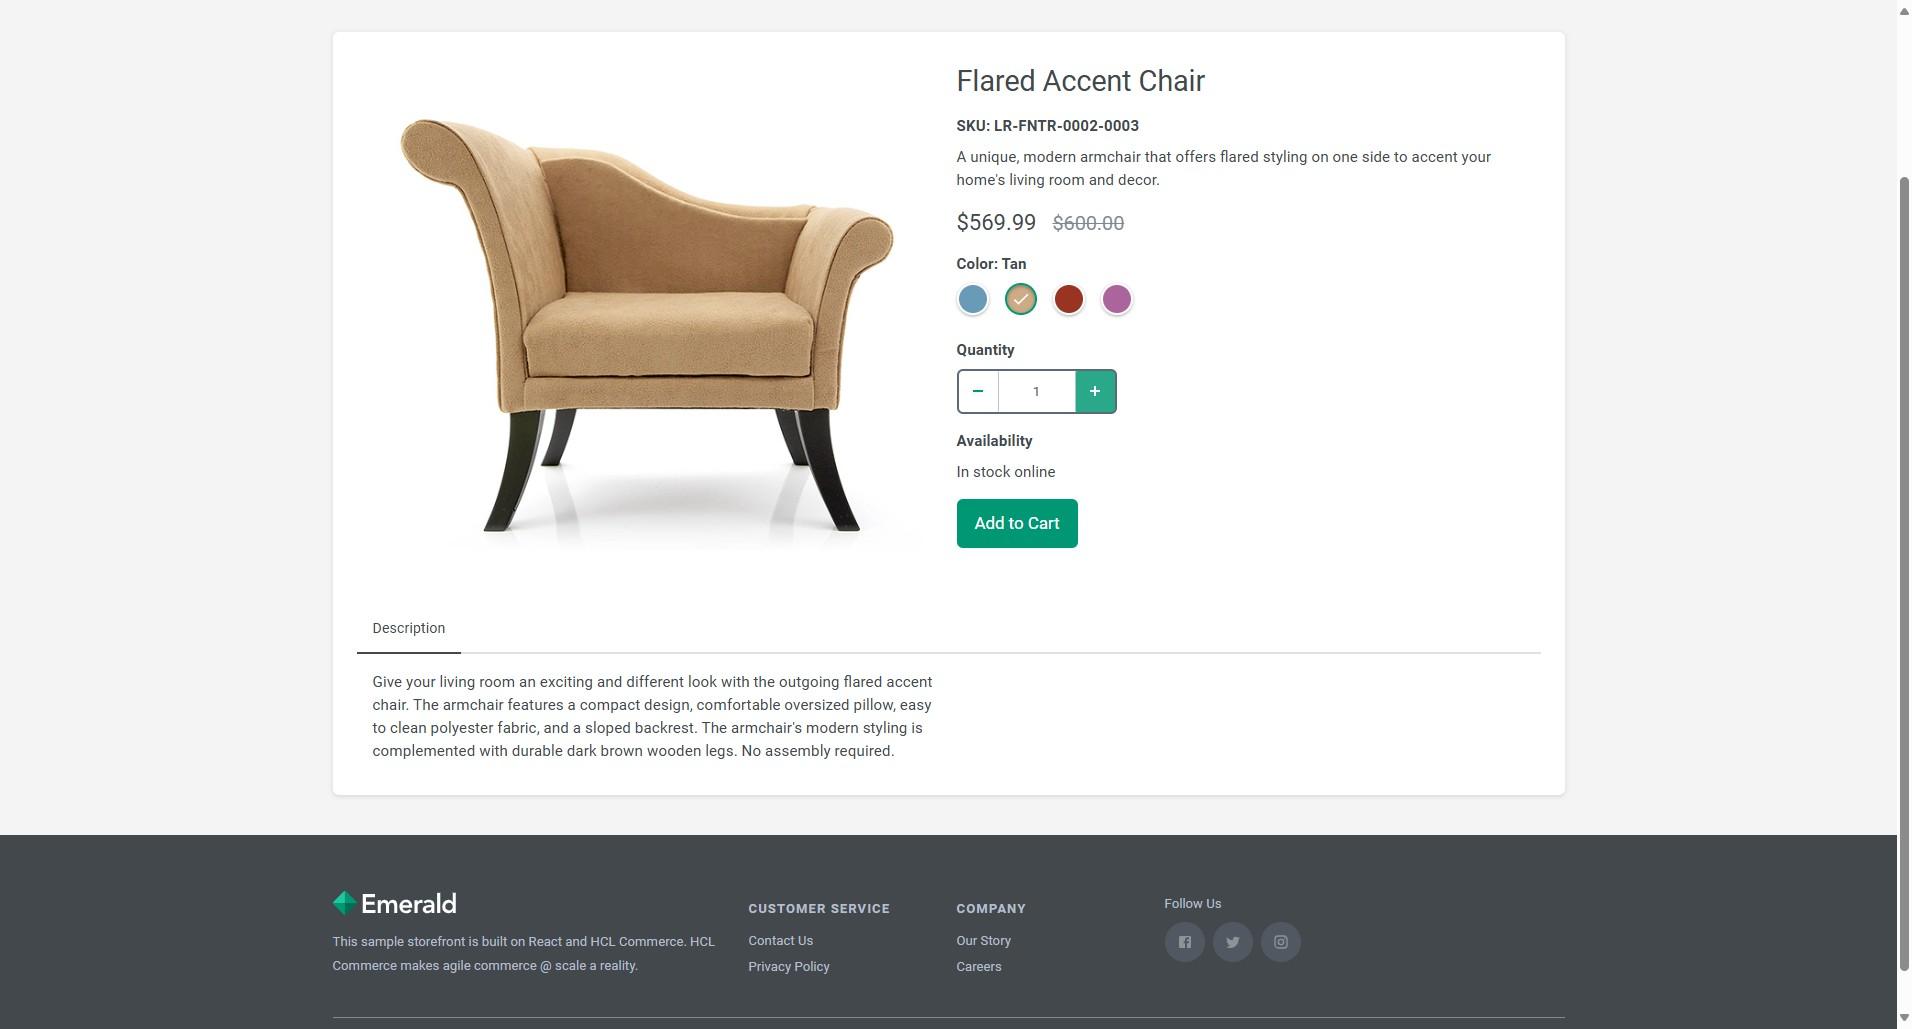 Flared Accent Chair
SKU: LR-FNTR-0002-0003
A unique, modern armchair that offers flared styling on one side to accent your
home's living room and decor.
$569.99 $600.00
Color: Tan
Quantity
1
Availability
In stock online
Add to Cart
Description
Give your living room an exciting and different look with the outgoing flared accent
chair. The armchair features a compact design, comfortable oversized pillow, easy
to clean polyester fabric, and a sloped backrest. The armchair's modern styling is
complemented with durable dark brown wooden legs. No assembly required.
Emerald
This sample storefront is built on React and HCL Commerce. HCL
Commerce makes agile commerce @ scale a reality.
CUSTOMER SERVICE
Contact Us
Privacy Policy
COMPANY
Our Story
Careers
Follow Us